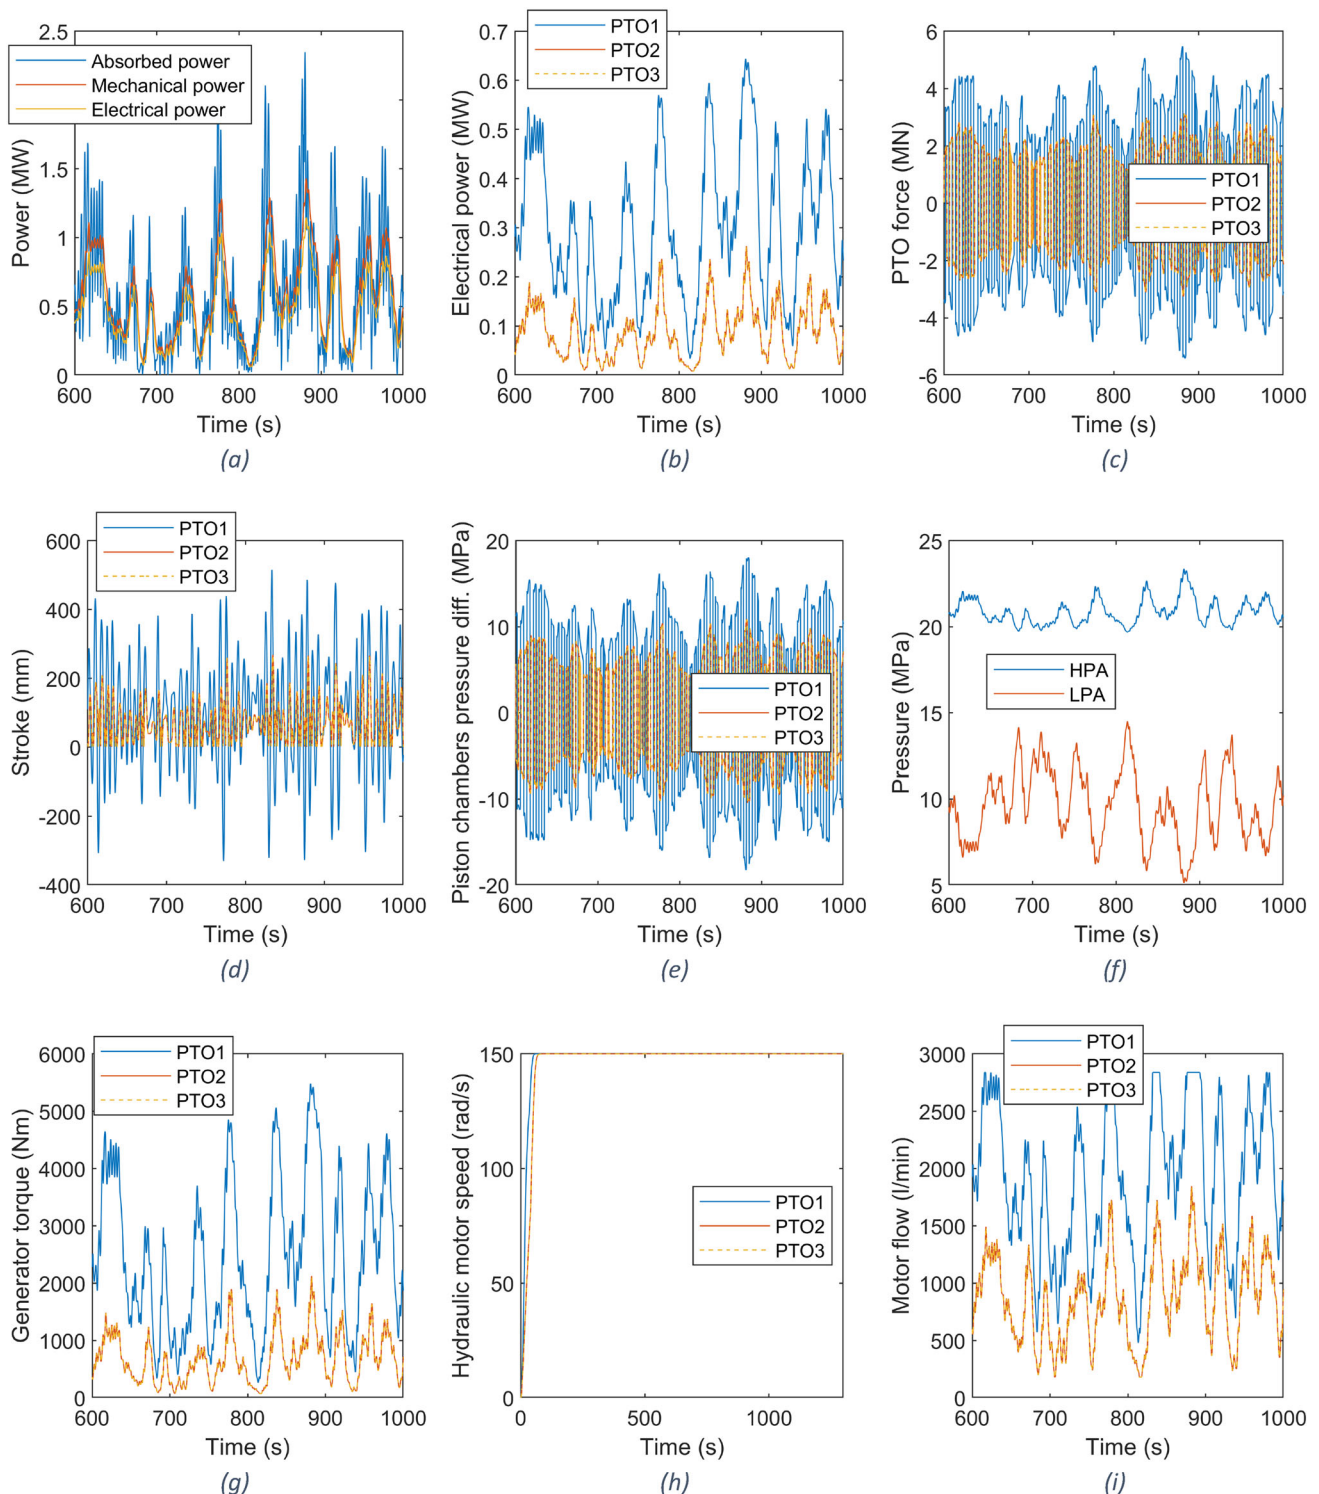 2.5
Absorbed power
Mechanical power
Electrical power
1.5
1
0.5
0
Power (MW)
600 700 800 900 1000
Time (s)
(a)
PTO1
PTO2
PTO3
0.7
0.6
0.5
0.4
0.3
0.2
0.1
0
Electrical power (MW)
600 700 800 900 1000
Time (s)
(b)
6
4
2
0
-2
-4
-6
PTO force (MN)
PTO1
PTO2
PTO3
600 700 800 900 1000
Time (s)
(c)
PTO1
PTO2
PTO3
600
400
200
0
-200
-400
Stroke (mm)
600 700 800 900 1000
Time (s)
(d)
20
10
0
-10
-20
Piston chambers pressure diff. (MPa)
PTO1
PTO2
PTO3
600 700 800 900 1000
Time (s)
(e)
25
20
15
10
5
Pressure (MPa)
HPA
LPA
600 700 800 900 1000
Time (s)
(f)
PTO1
PTO2
PTO3
6000
5000
4000
3000
2000
1000
0
Generator torque (Nm)
600 700 800 900 1000
Time (s)
(g)
150
100
50
0
Hydraulic motor speed (rad/s)
PTO1
PTO2
PTO3
0 500 1000
Time (s)
(h)
PTO1
PTO2
PTO3
3000
2500
2000
1500
1000
500
0
Motor flow (l/min)
600 700 800 900 1000
Time (s)
(i)